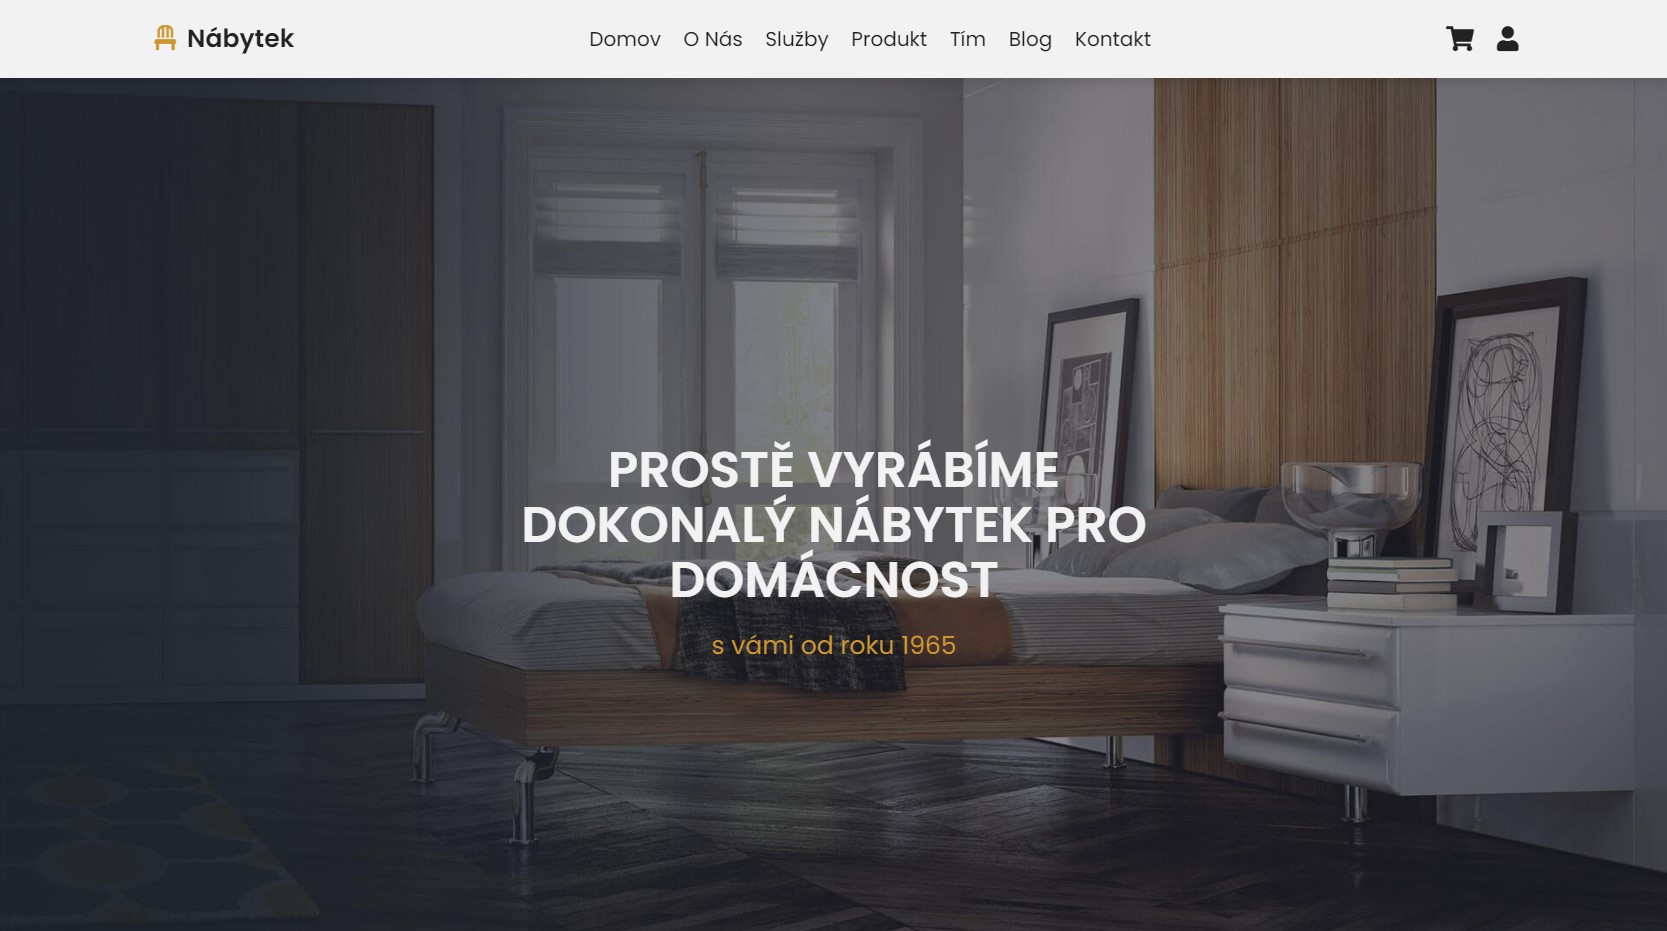 Nábytek
Domov O Nás Služby Produkt Tím Blog Kontakt
PROSTĚ VYRÁBÍME
DOKONALÝ NÁBYTEK PRO
DOMÁCNOST
s vámi od roku 1965